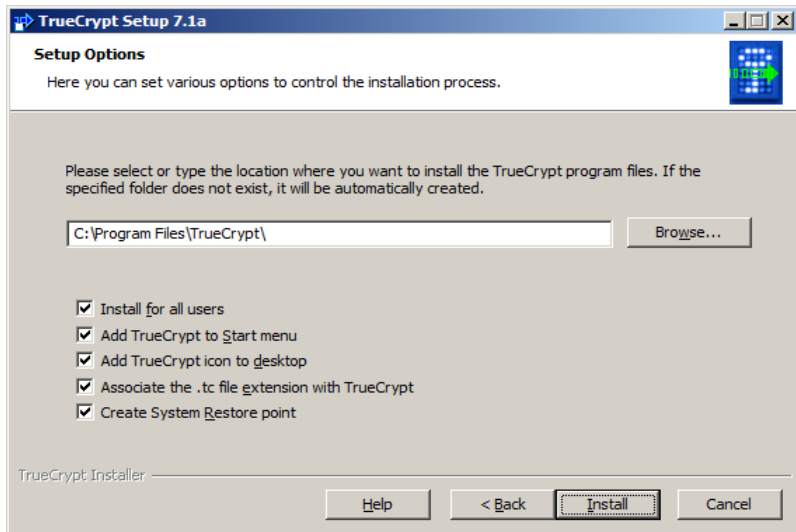 TrueCrypt Setup 7.1a
Setup Options
Here you can set various options to control the installation process.
Please select or type the location where you want to install the TrueCrypt program files. If the
specified folder does not exist, it will be automatically created.
C:\Program Files\TrueCrypt\
Browse...
Install for all users
Add TrueCrypt to Start menu
Add TrueCrypt icon to desktop
Associate the .tc file extension with TrueCrypt
Create System Restore point
TrueCrypt Installer
Help
< Back
Install
Cancel